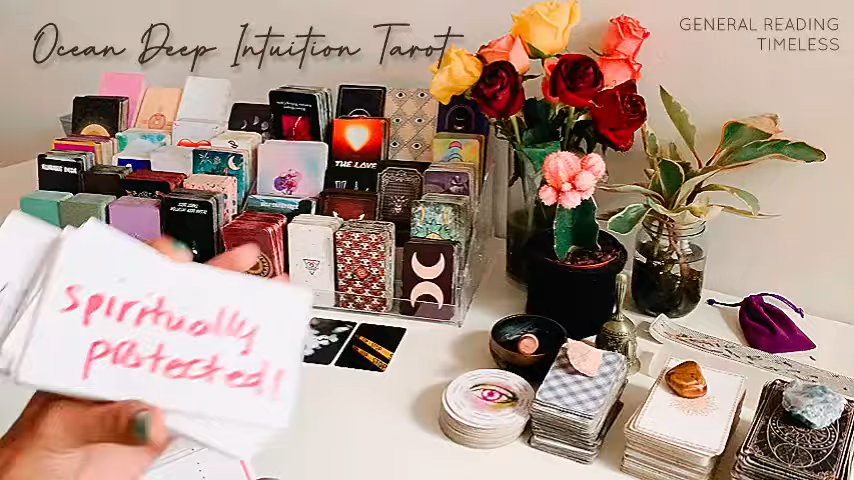 Ocean Deep Intuition Tarot
GENERAL READING
TIMELESS
THE LOVE
spiritually
protected!